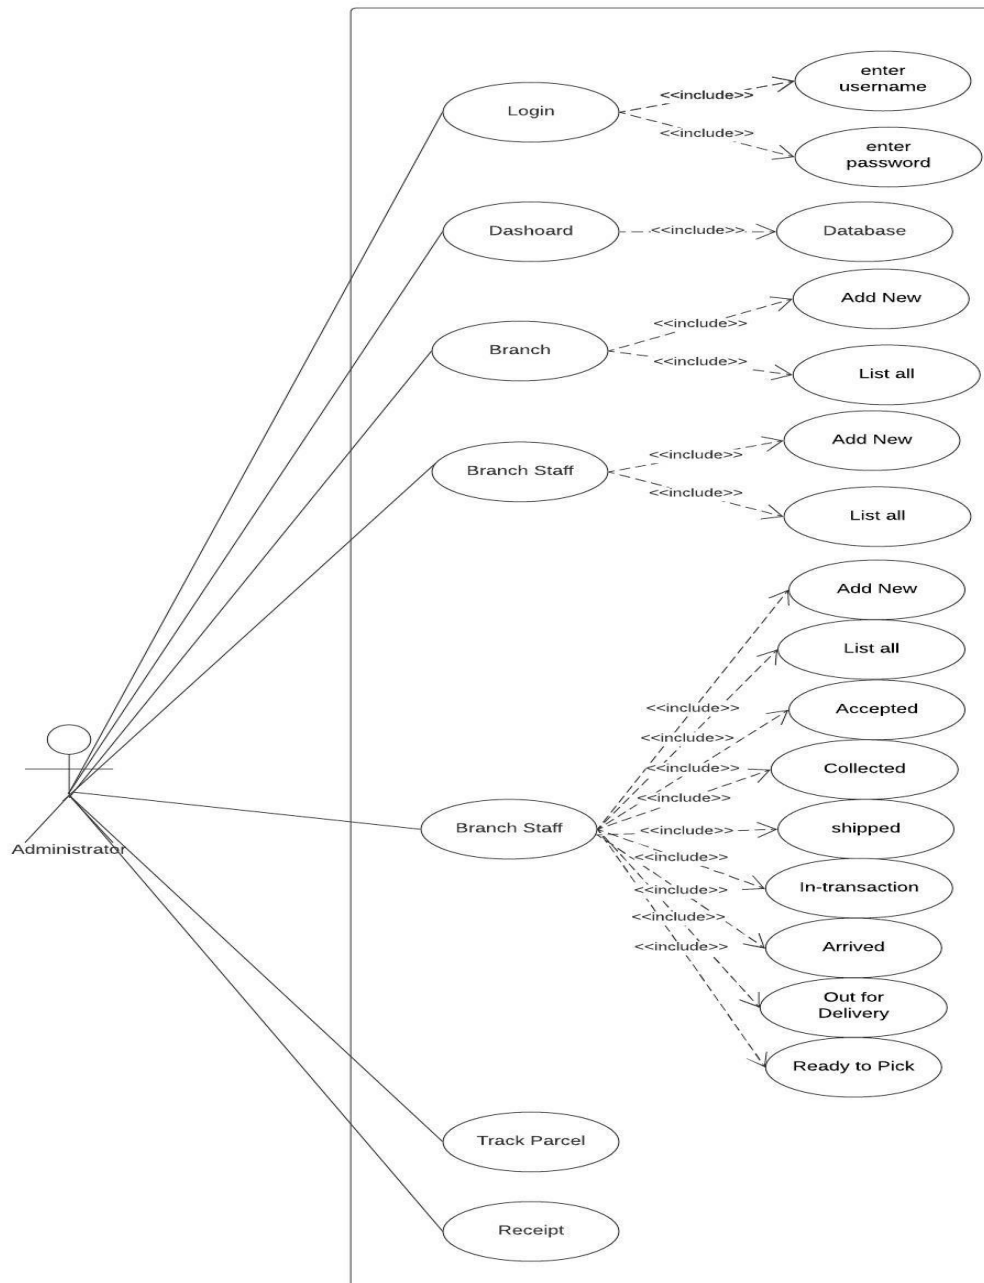 enter
username
<<include>>
Login
<<include>>
enter
password
Dashoard
<<include>>
Database
Add New
<<include>>
Branch
<<include>>
List all
Add New
<<include>>
Branch Staff
<<include>>
List all
Add New
List all
<<include>>
Accepted
<<include>>
<<include>>
Collected
<<include>>
Branch Staff
<<include>>
shipped
Administrator
<<include>>
In-transaction
<<include>>
<<include>>
<<include>>
Arrived
Out for
Delivery
Ready to Pick
Track Parcel
Receipt